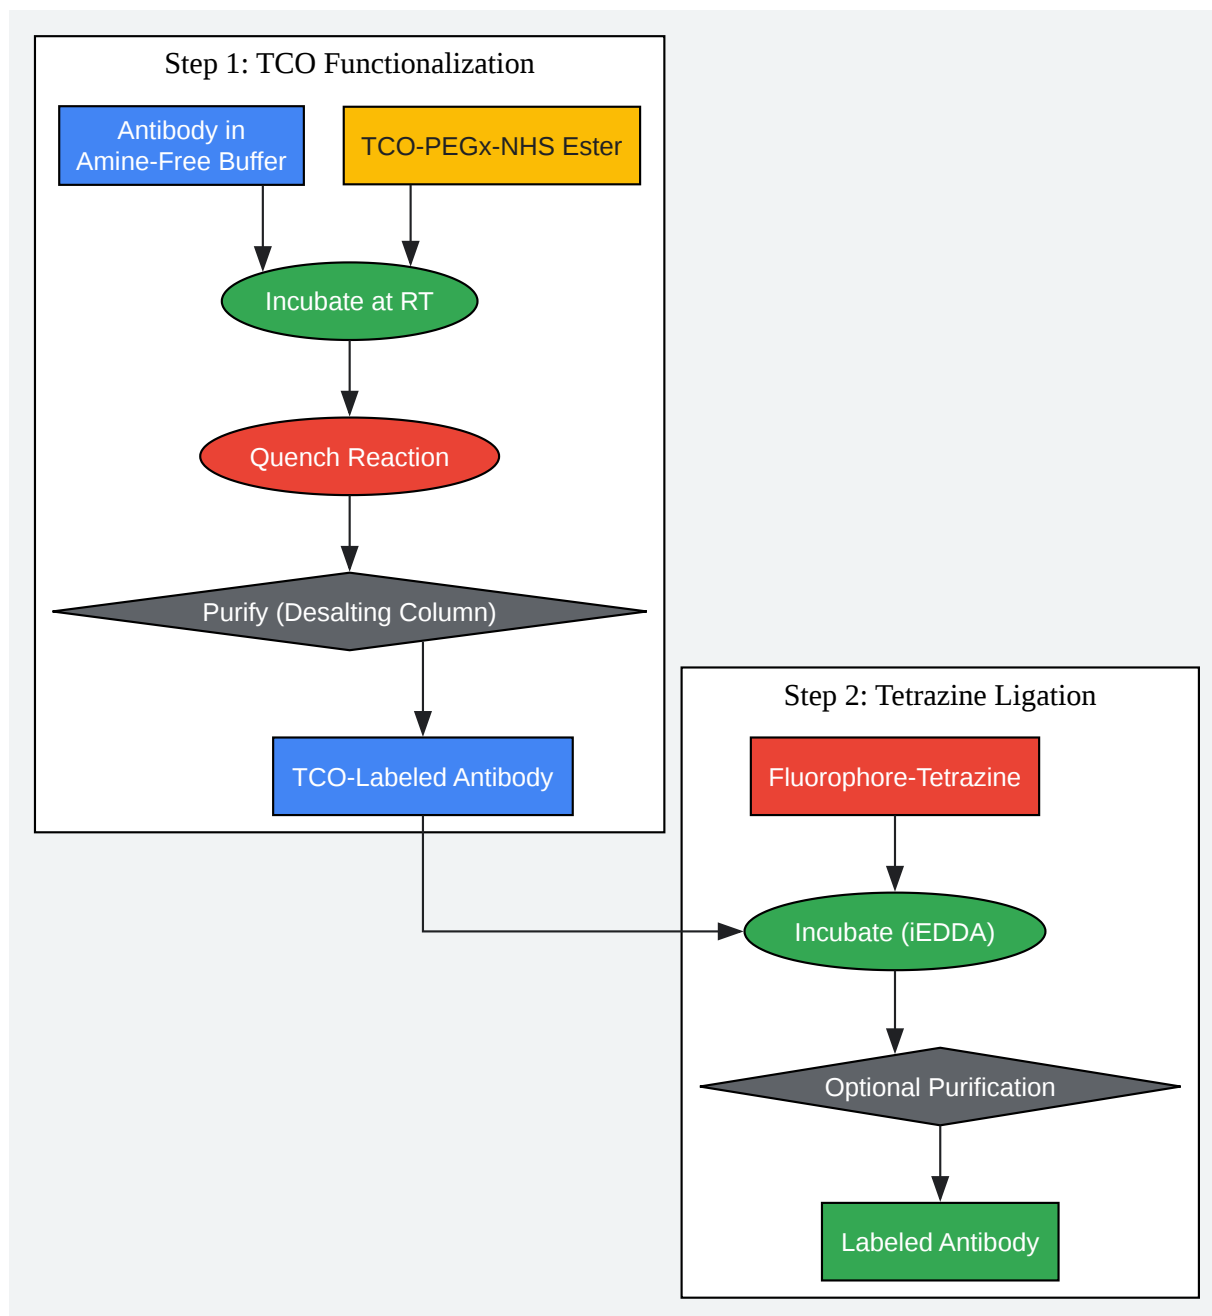 Step 1: TCO Functionalization
Antibody in
Amine-Free Buffer
TCO-PEGx-NHS Ester
Incubate at RT
Quench Reaction
Purify (Desalting Column)
TCO-Labeled Antibody
Step 2: Tetrazine Ligation
Fluorophore-Tetrazine
Incubate (iEDDA)
Optional Purification
Labeled Antibody